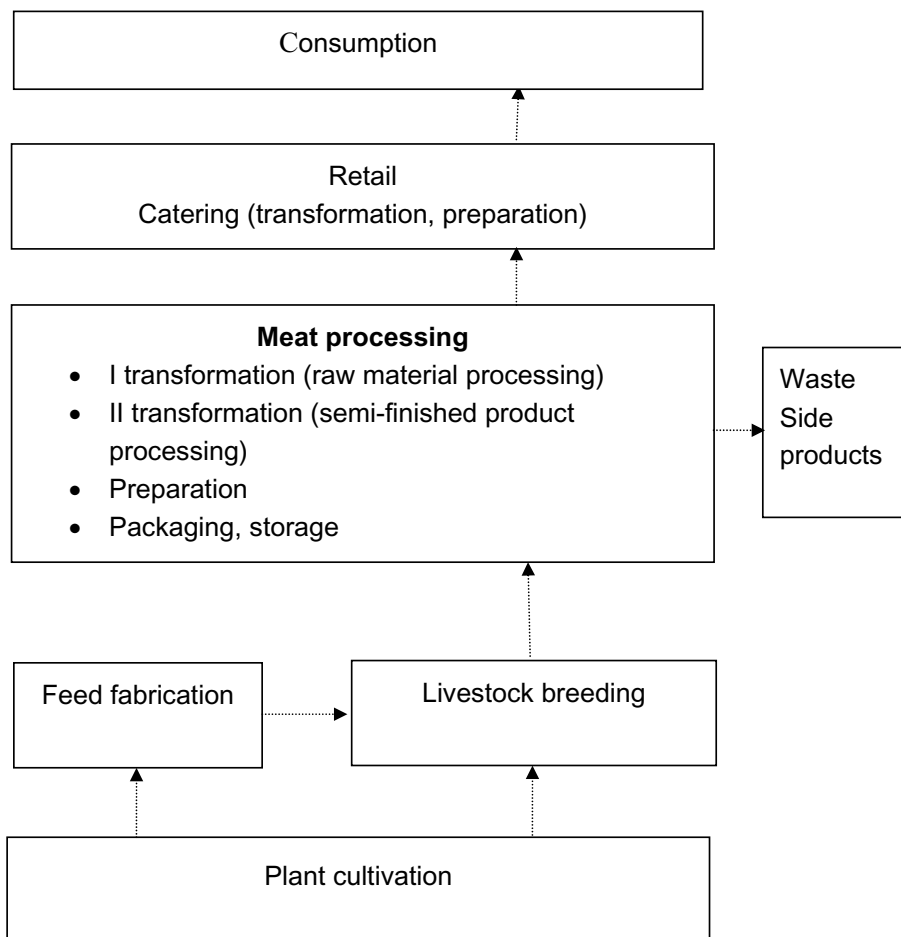 Consumption
Retail
Catering (transformation, preparation)
Meat processing
• I transformation (raw material processing)
• II transformation (semi-finished product
processing)
• Preparation
• Packaging, storage
Waste
Side
products
Feed fabrication
Livestock breeding
Plant cultivation